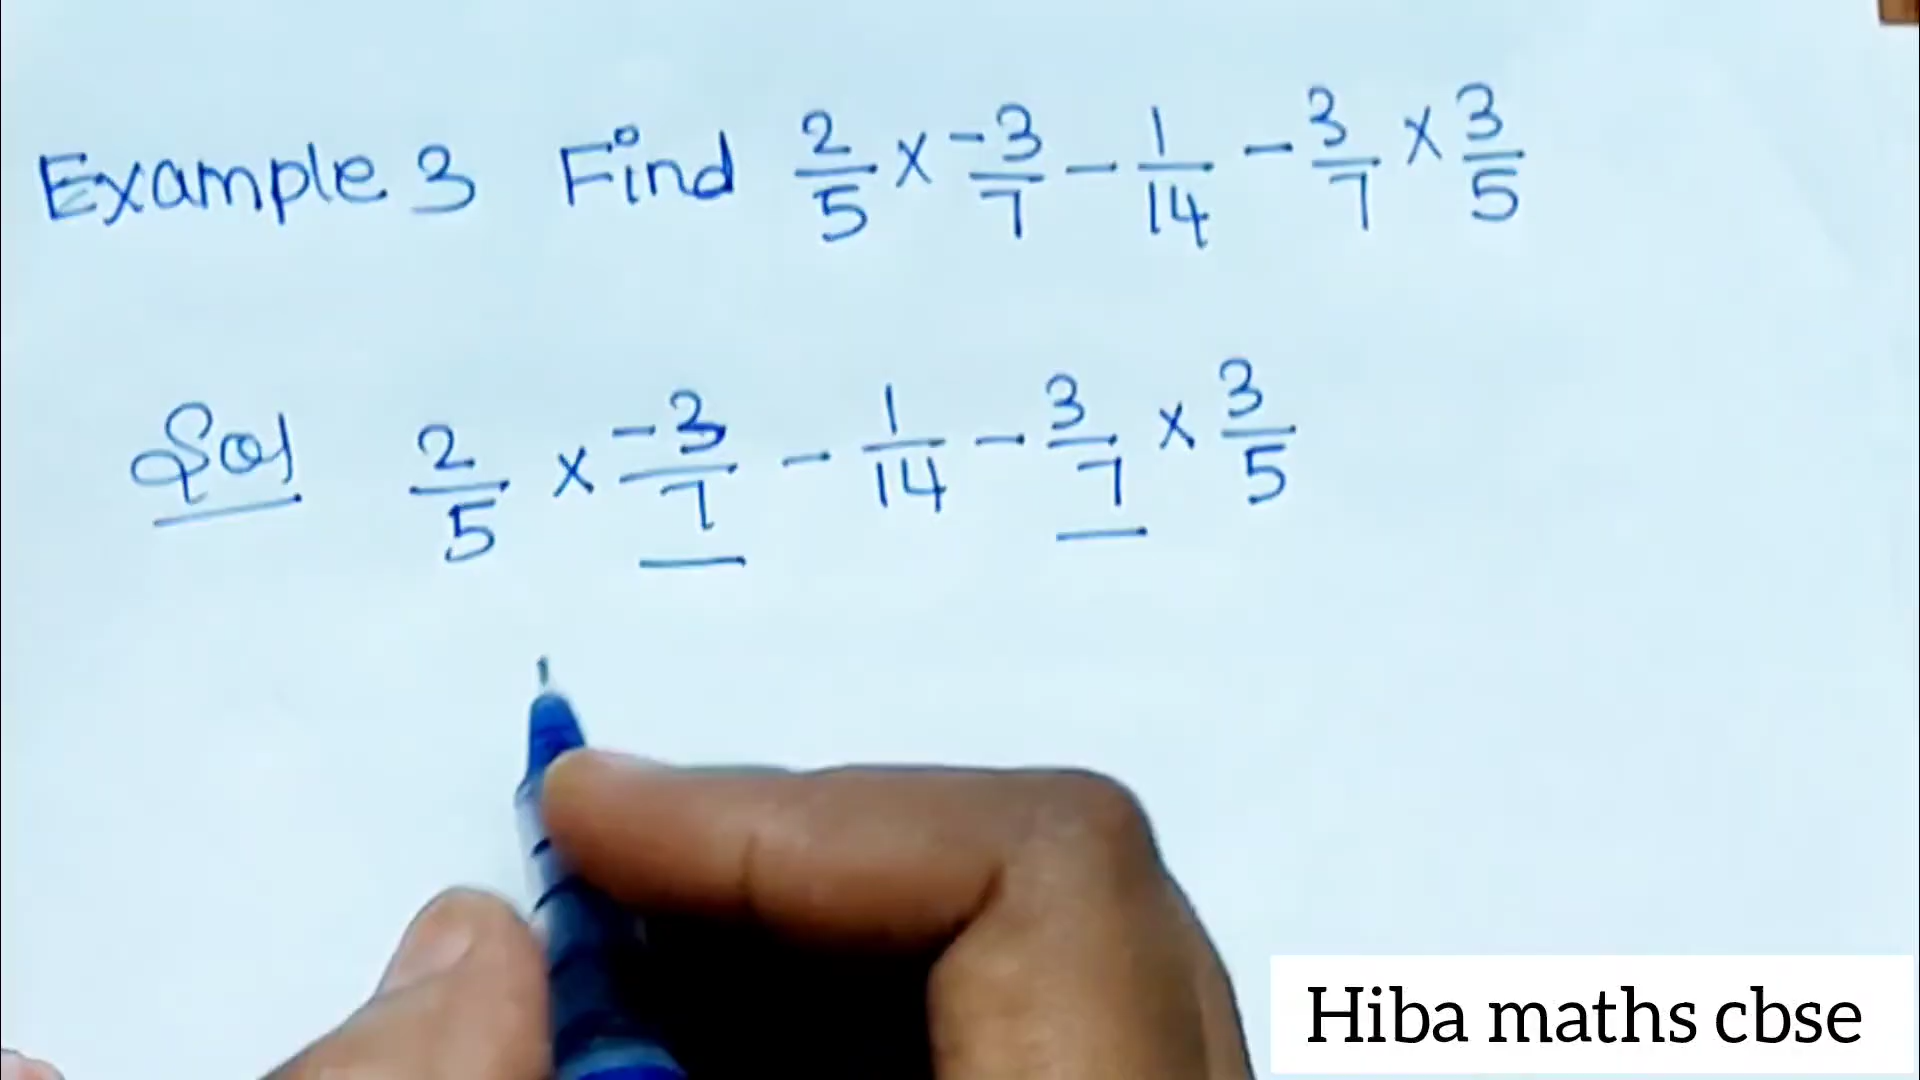 Example 3 Find 2/5 × -3/7 - 1/14 - 3/7 × 3/5
Sol 2/5 × -3/7 - 1/14 - 3/7 × 3/5
Hiba maths cbse